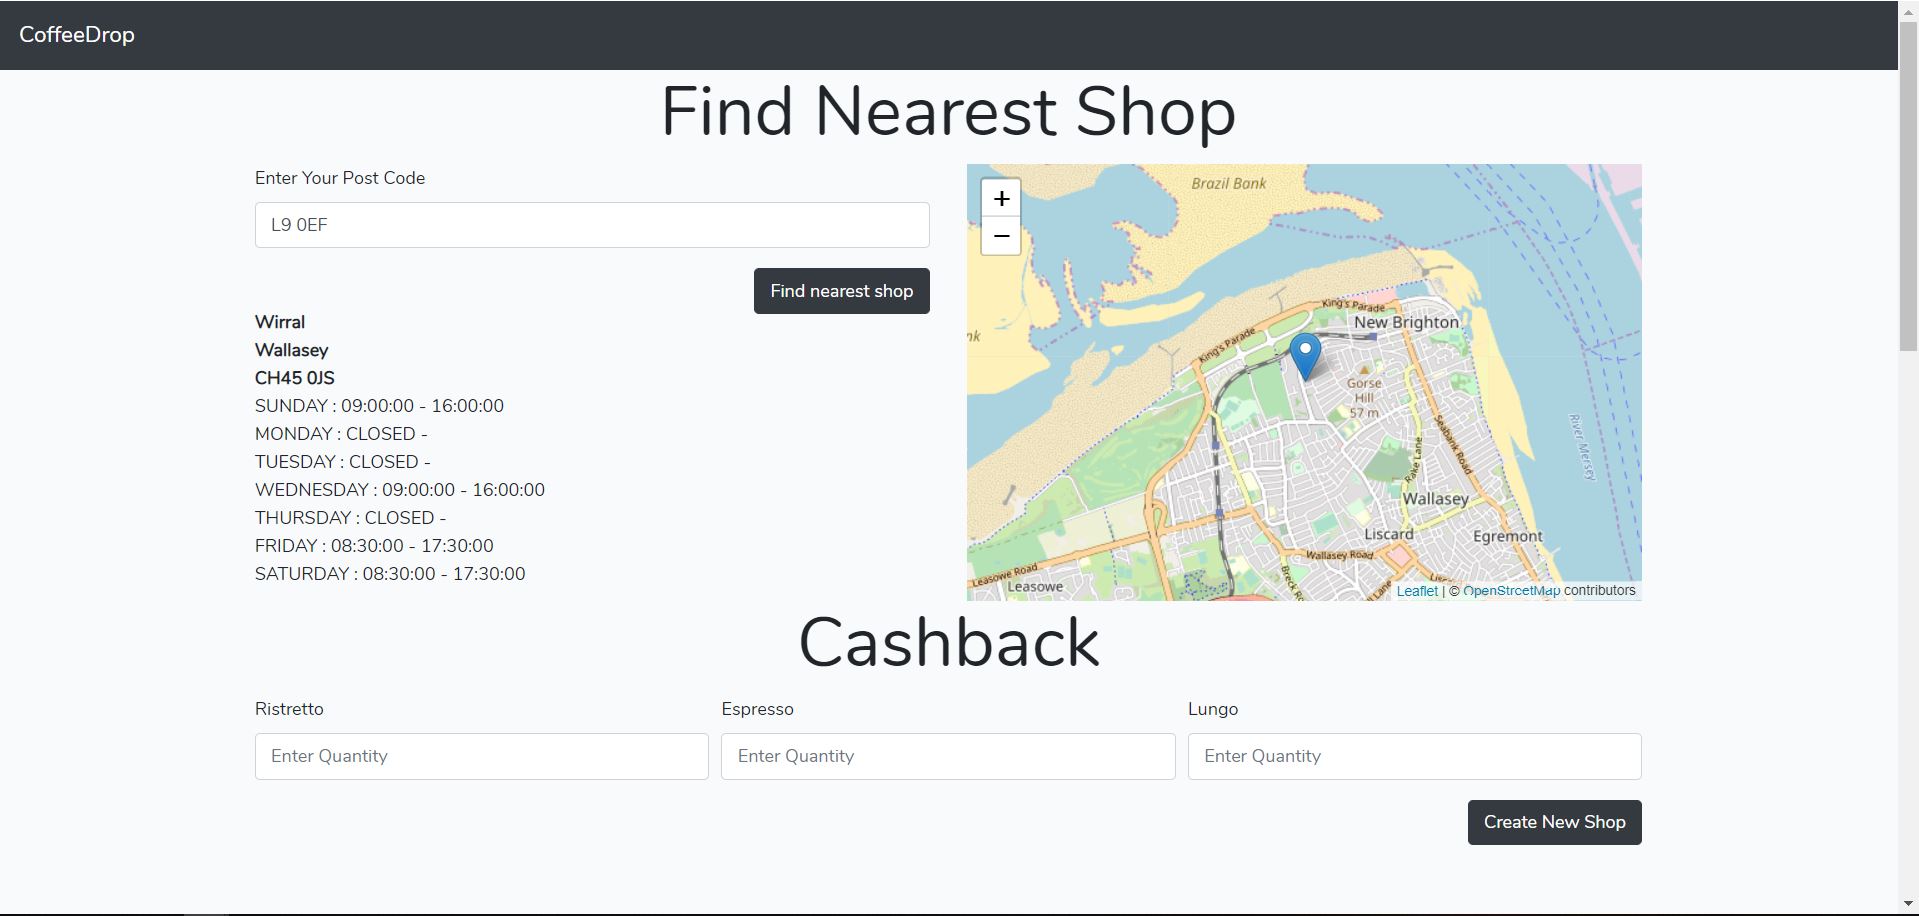 CoffeeDrop
Find Nearest Shop
Enter Your Post Code
L9 0EF
Find nearest shop
Wirral
Wallasey
CH45 0JS
SUNDAY : 09:00:00 - 16:00:00
MONDAY : CLOSED -
TUESDAY : CLOSED -
WEDNESDAY : 09:00:00 - 16:00:00
THURSDAY : CLOSED -
FRIDAY : 08:30:00 - 17:30:00
SATURDAY : 08:30:00 - 17:30:00
+
−
Brazil Bank
nk
King's Parade
New Brighton
King's Parade
Gorse
Hill
57 m
River Mersey
Seabank Road
Rake Lane
Wallasey
Liscard
Egremont
Wallasey Road
Leasowe Road
Leasowe
Breck
Leaflet | © OpenStreetMap contributors
Cashback
Ristretto
Espresso
Lungo
Enter Quantity
Enter Quantity
Enter Quantity
Create New Shop